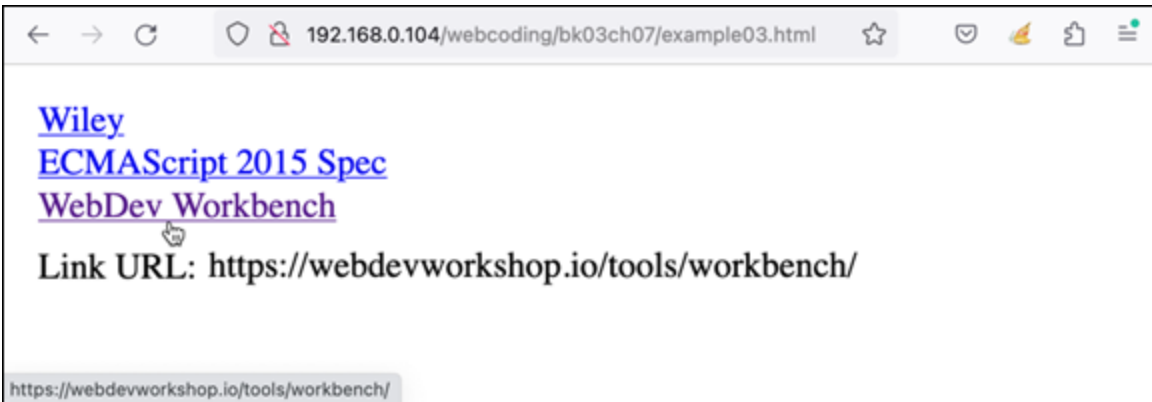 192.168.0.104/webcoding/bk03ch07/example03.html
Wiley
ECMAScript 2015 Spec
WebDev Workbench
Link URL: https://webdevworkshop.io/tools/workbench/
https://webdevworkshop.io/tools/workbench/